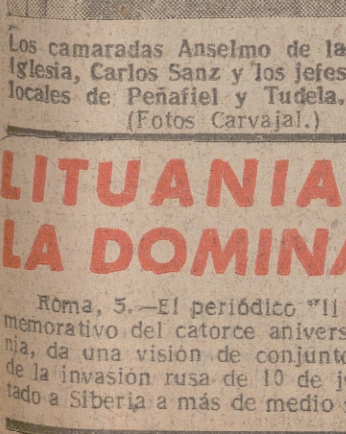 Los camaradas Anselmo de la
Iglesia, Carlos Sanz y los jefes
locales de Peñafiel y Tudela.
(Fotos Carvajal.)
LITUANIA
LA DOMINA
Roma, 5.—El periódico "Il
memorativo del catorce anivers
nia, da una visión de conjunto
de la invasión rusa de 10 de j
tado a Siberia a más de medio